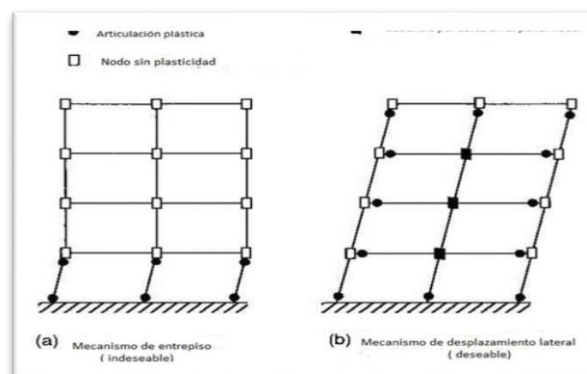 Articulación plástica
Nodo sin plasticidad
(a) Mecanismo de entrepiso
( indeseable)
(b) Mecanismo de desplazamiento lateral
( deseable)